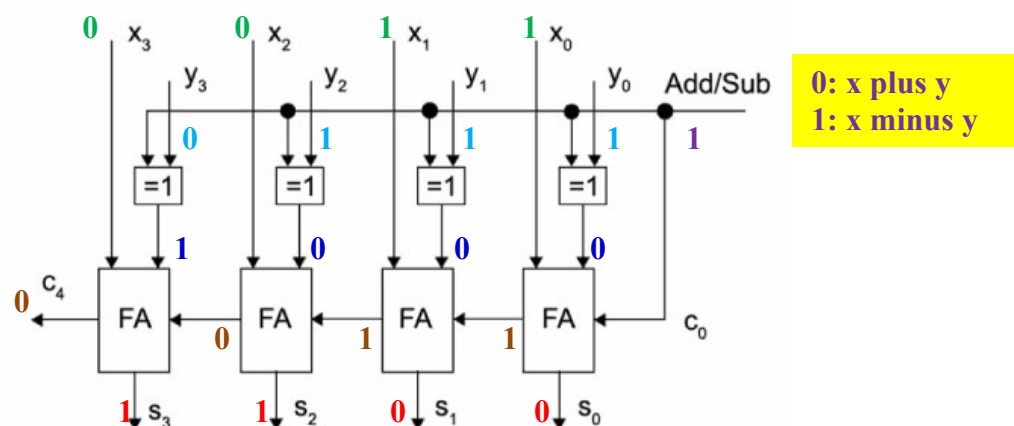 0 x₃ 0 x₂ 1 x₁ 1 x₀
y₃ y₂ y₁ y₀ Add/Sub
0 1 1 1 1
=1 =1 =1 =1
1 0 0 0
c₄
0 FA FA FA FA c₀
0 1 1
1 s₃ 1 s₂ 0 s₁ 0 s₀
0: x plus y
1: x minus y